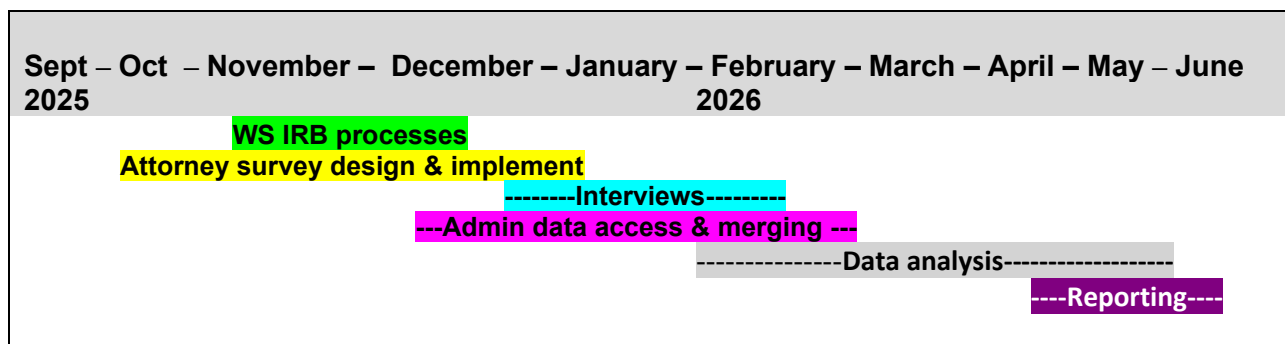 Sept – Oct – November – December – January – February – March – April – May – June
2025 2026
WS IRB processes
Attorney survey design & implement
--------Interviews---------
---Admin data access & merging ---
----------------Data analysis-------------------
----Reporting----